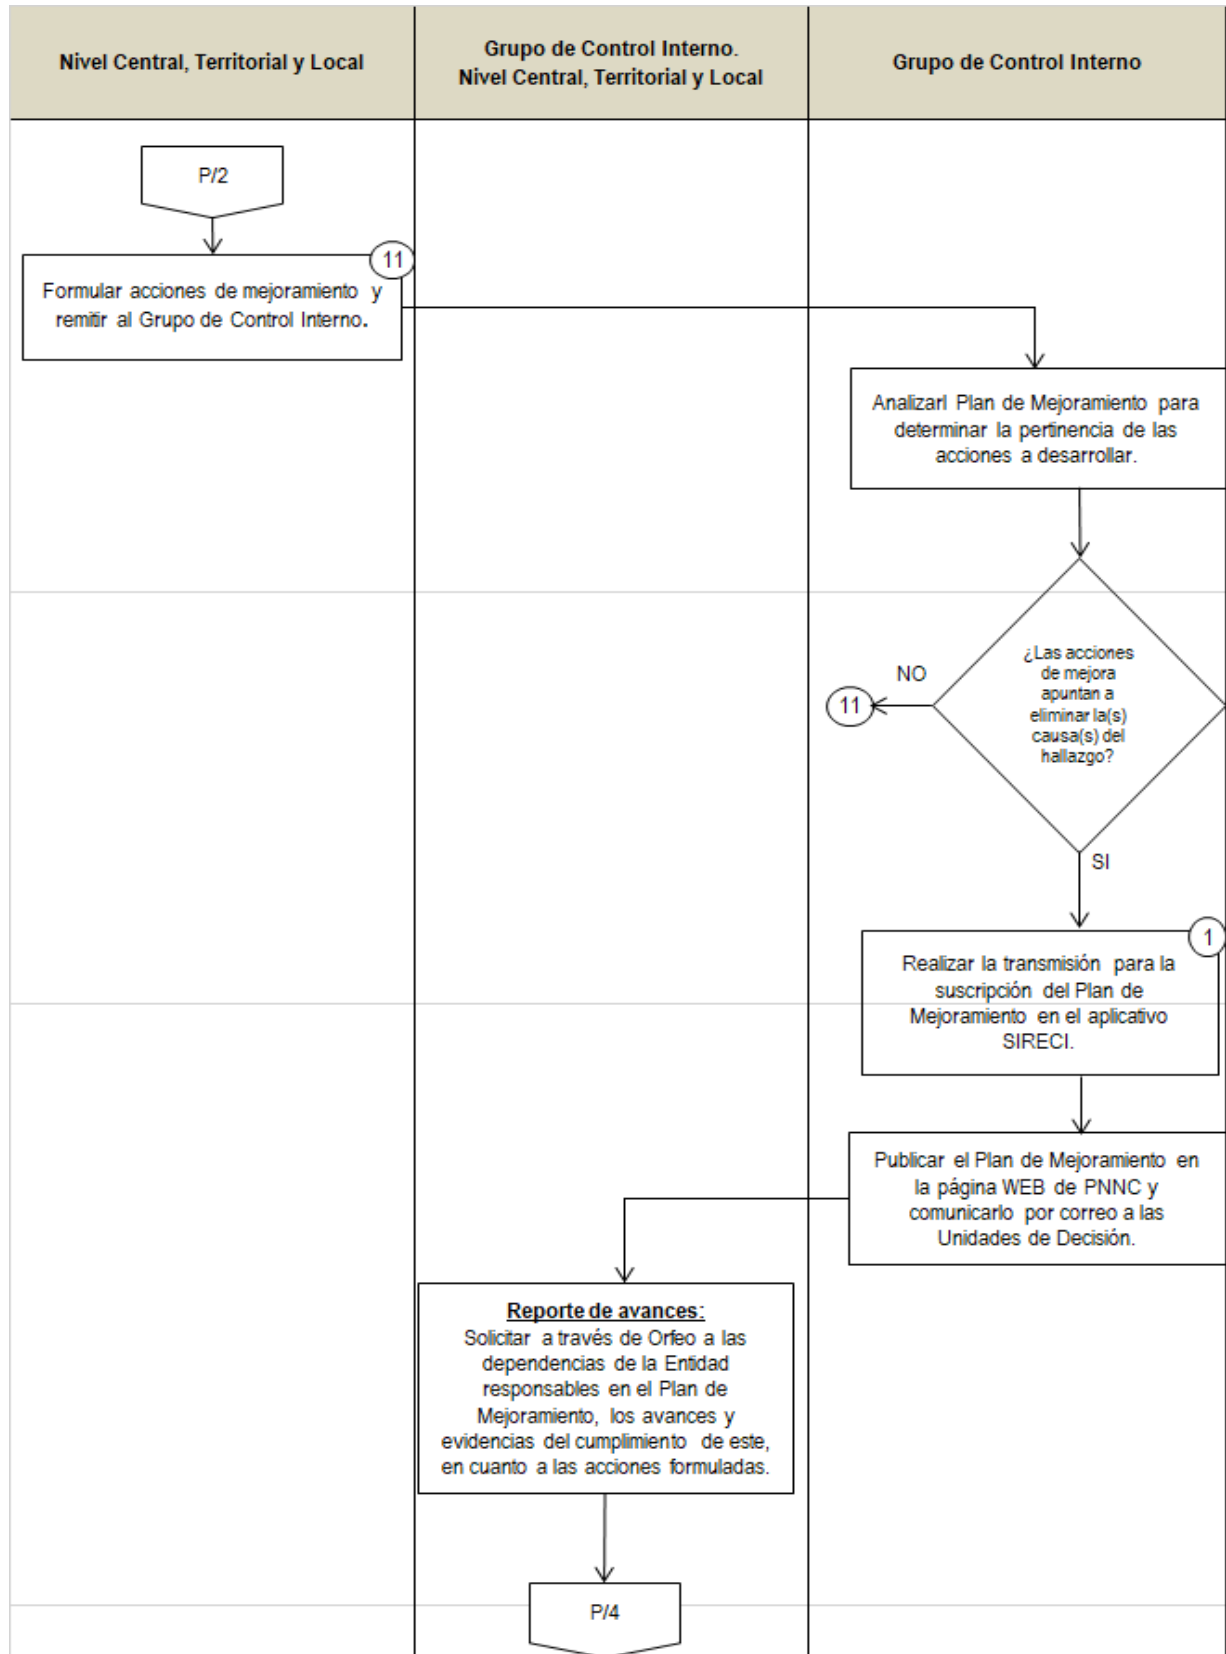 Nivel Central, Territorial y Local
Grupo de Control Interno.
Nivel Central, Territorial y Local
Grupo de Control Interno
P/2
11
Formular acciones de mejoramiento y
remitir al Grupo de Control Interno.
Analizarl Plan de Mejoramiento para
determinar la pertinencia de las
acciones a desarrollar.
¿Las acciones
de mejora
apuntan a
eliminar la(s)
causa(s) del
hallazgo?
NO
11
SI
1
Realizar la transmisión para la
suscripción del Plan de
Mejoramiento en el aplicativo
SIRECI.
Publicar el Plan de Mejoramiento en
la página WEB de PNNC y
comunicarlo por correo a las
Unidades de Decisión.
Reporte de avances:
Solicitar a través de Orfeo a las
dependencias de la Entidad
responsables en el Plan de
Mejoramiento, los avances y
evidencias del cumplimiento de este,
en cuanto a las acciones formuladas.
P/4